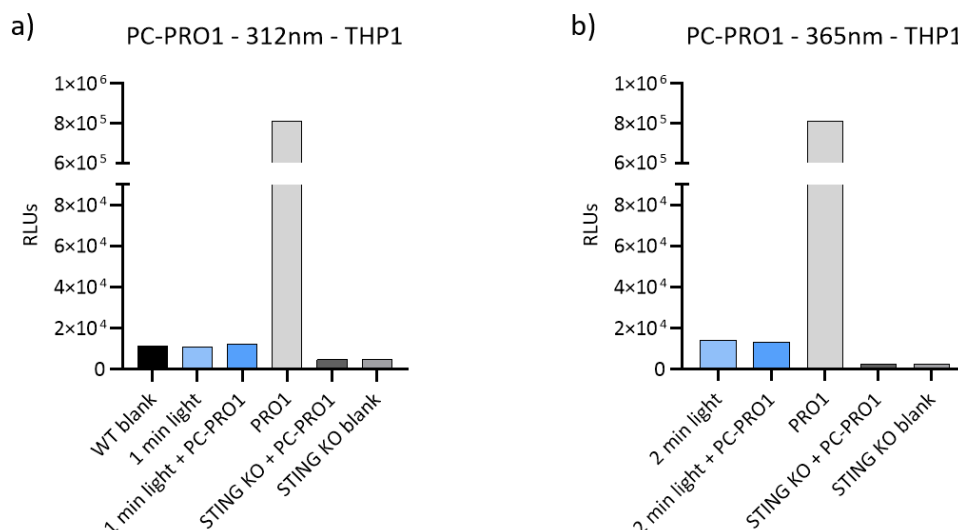 a)
PC-PRO1 - 312nm - THP1
1×10⁶
8×10⁵
6×10⁵
8×10⁴
6×10⁴
4×10⁴
2×10⁴
0
RLUs
WT blank
1 min light
1 min light + PC-PRO1
PRO1
STING KO + PC-PRO1
STING KO blank
b)
PC-PRO1 - 365nm - THP1
1×10⁶
8×10⁵
6×10⁵
8×10⁴
6×10⁴
4×10⁴
2×10⁴
0
RLUs
2 min light
2 min light + PC-PRO1
PRO1
STING KO + PC-PRO1
STING KO blank